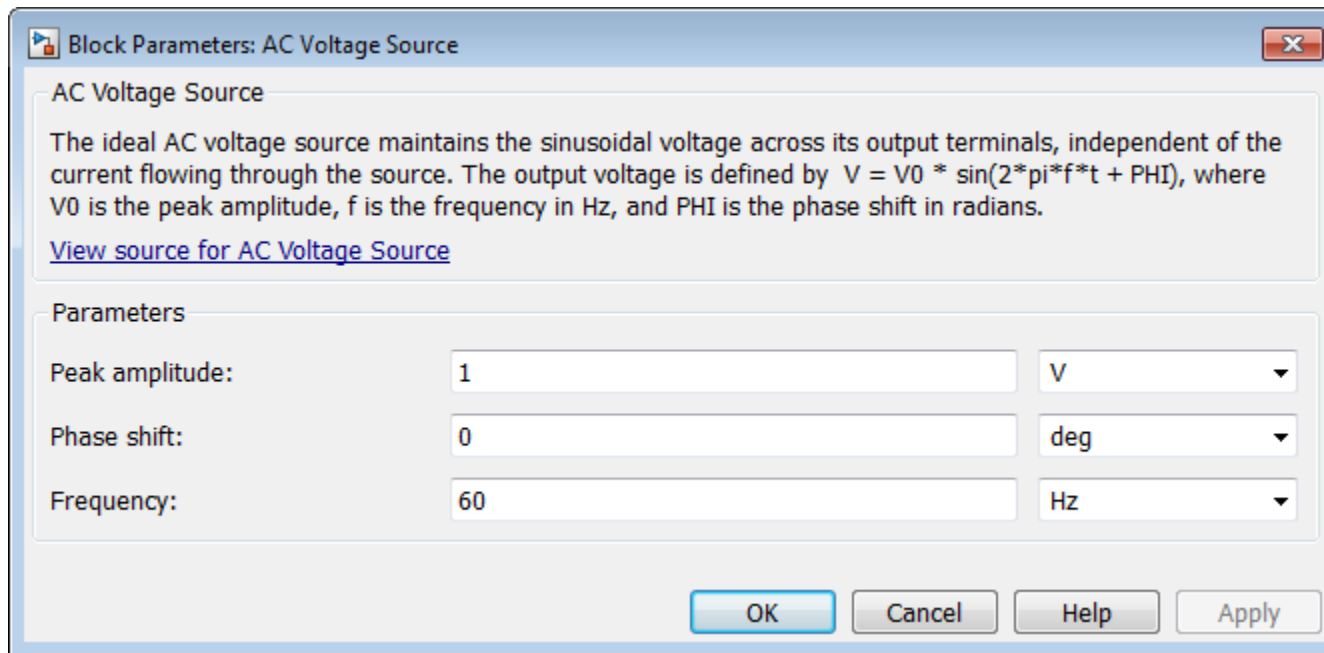 Block Parameters: AC Voltage Source
AC Voltage Source
The ideal AC voltage source maintains the sinusoidal voltage across its output terminals, independent of the
current flowing through the source. The output voltage is defined by  V = V0 * sin(2*pi*f*t + PHI), where
V0 is the peak amplitude, f is the frequency in Hz, and PHI is the phase shift in radians.
View source for AC Voltage Source
Parameters
Peak amplitude: 1 V
Phase shift: 0 deg
Frequency: 60 Hz
OK Cancel Help Apply